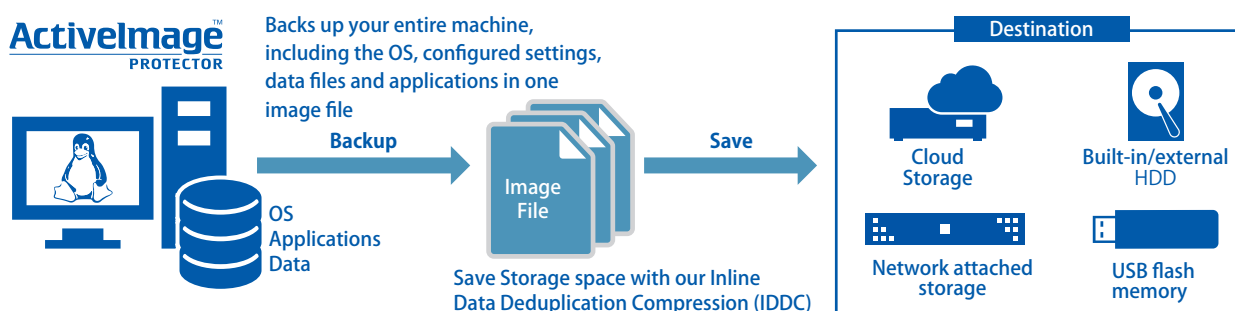 ActiveImage™
PROTECTOR
Backs up your entire machine,
including the OS, configured settings,
data files and applications in one
image file
Backup
OS
Applications
Data
Image
File
Save Storage space with our Inline
Data Deduplication Compression (IDDC)
Save
Destination
Cloud
Storage
Built-in/external
HDD
Network attached
storage
USB flash
memory